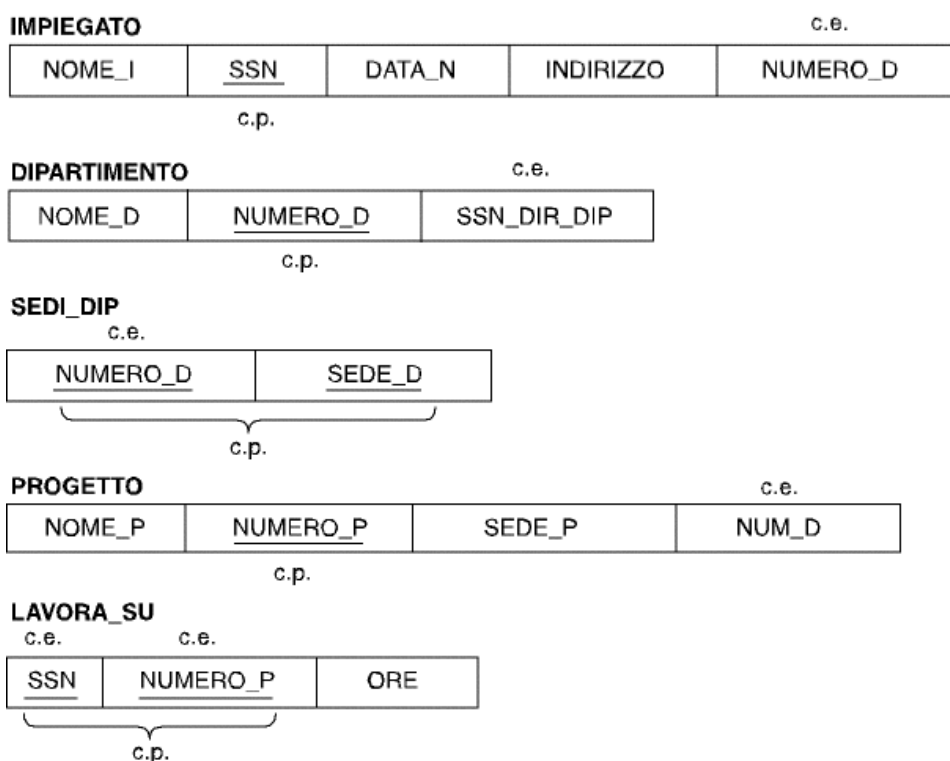 IMPIEGATO c.e.
NOME_I SSN DATA_N INDIRIZZO NUMERO_D
c.p.
DIPARTIMENTO c.e.
NOME_D NUMERO_D SSN_DIR_DIP
c.p.
SEDI_DIP
c.e.
NUMERO_D SEDE_D
c.p.
PROGETTO c.e.
NOME_P NUMERO_P SEDE_P NUM_D
c.p.
LAVORA_SU
c.e. c.e.
SSN NUMERO_P ORE
c.p.